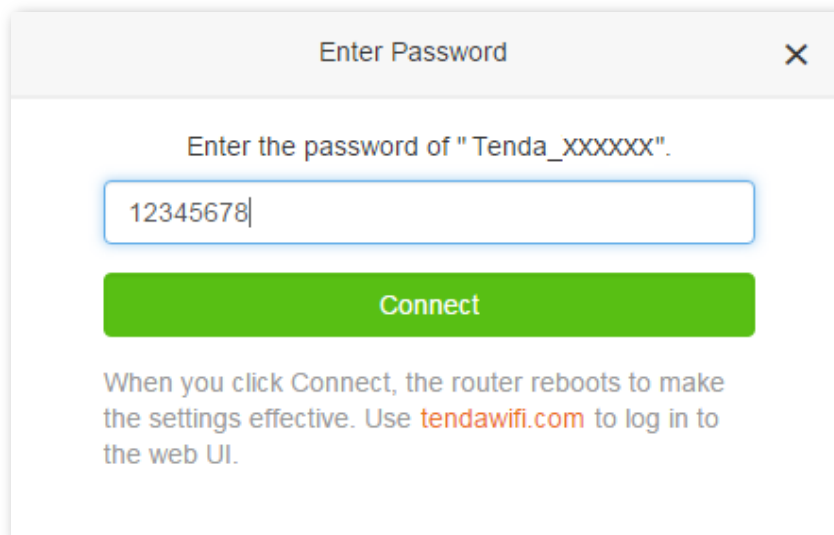 Enter Password
Enter the password of " Tenda_XXXXXX".
12345678
Connect
When you click Connect, the router reboots to make
the settings effective. Use tendawifi.com to log in to
the web UI.